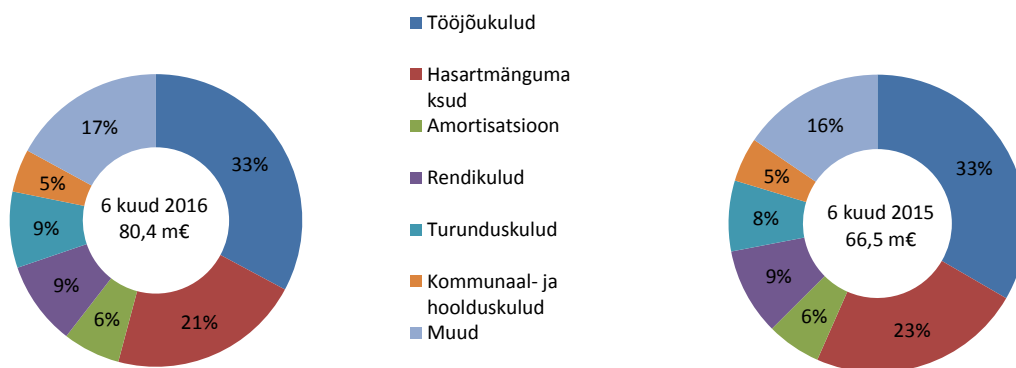 17%
33%
5%
9%
9%
6%
21%
6 kuud 2016
80,4 m€
Tööjõukulud
Hasartmänguma
ksud
Amortisatsioon
Rendikulud
Turunduskulud
Kommunaal- ja
hoolduskulud
Muud
16%
33%
5%
8%
9%
6%
23%
6 kuud 2015
66,5 m€